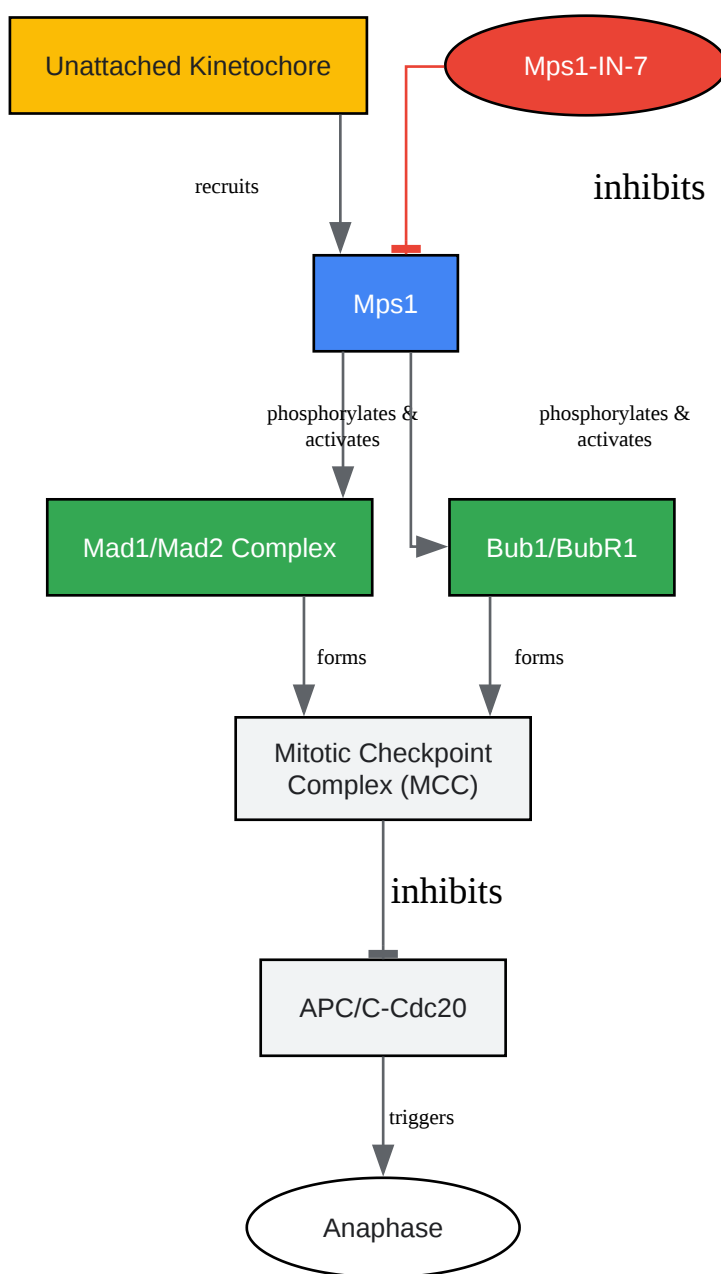 Unattached Kinetochore
Mps1-IN-7
recruits
inhibits
Mps1
phosphorylates &
activates
phosphorylates &
activates
Mad1/Mad2 Complex
Bub1/BubR1
forms
forms
Mitotic Checkpoint
Complex (MCC)
inhibits
APC/C-Cdc20
triggers
Anaphase